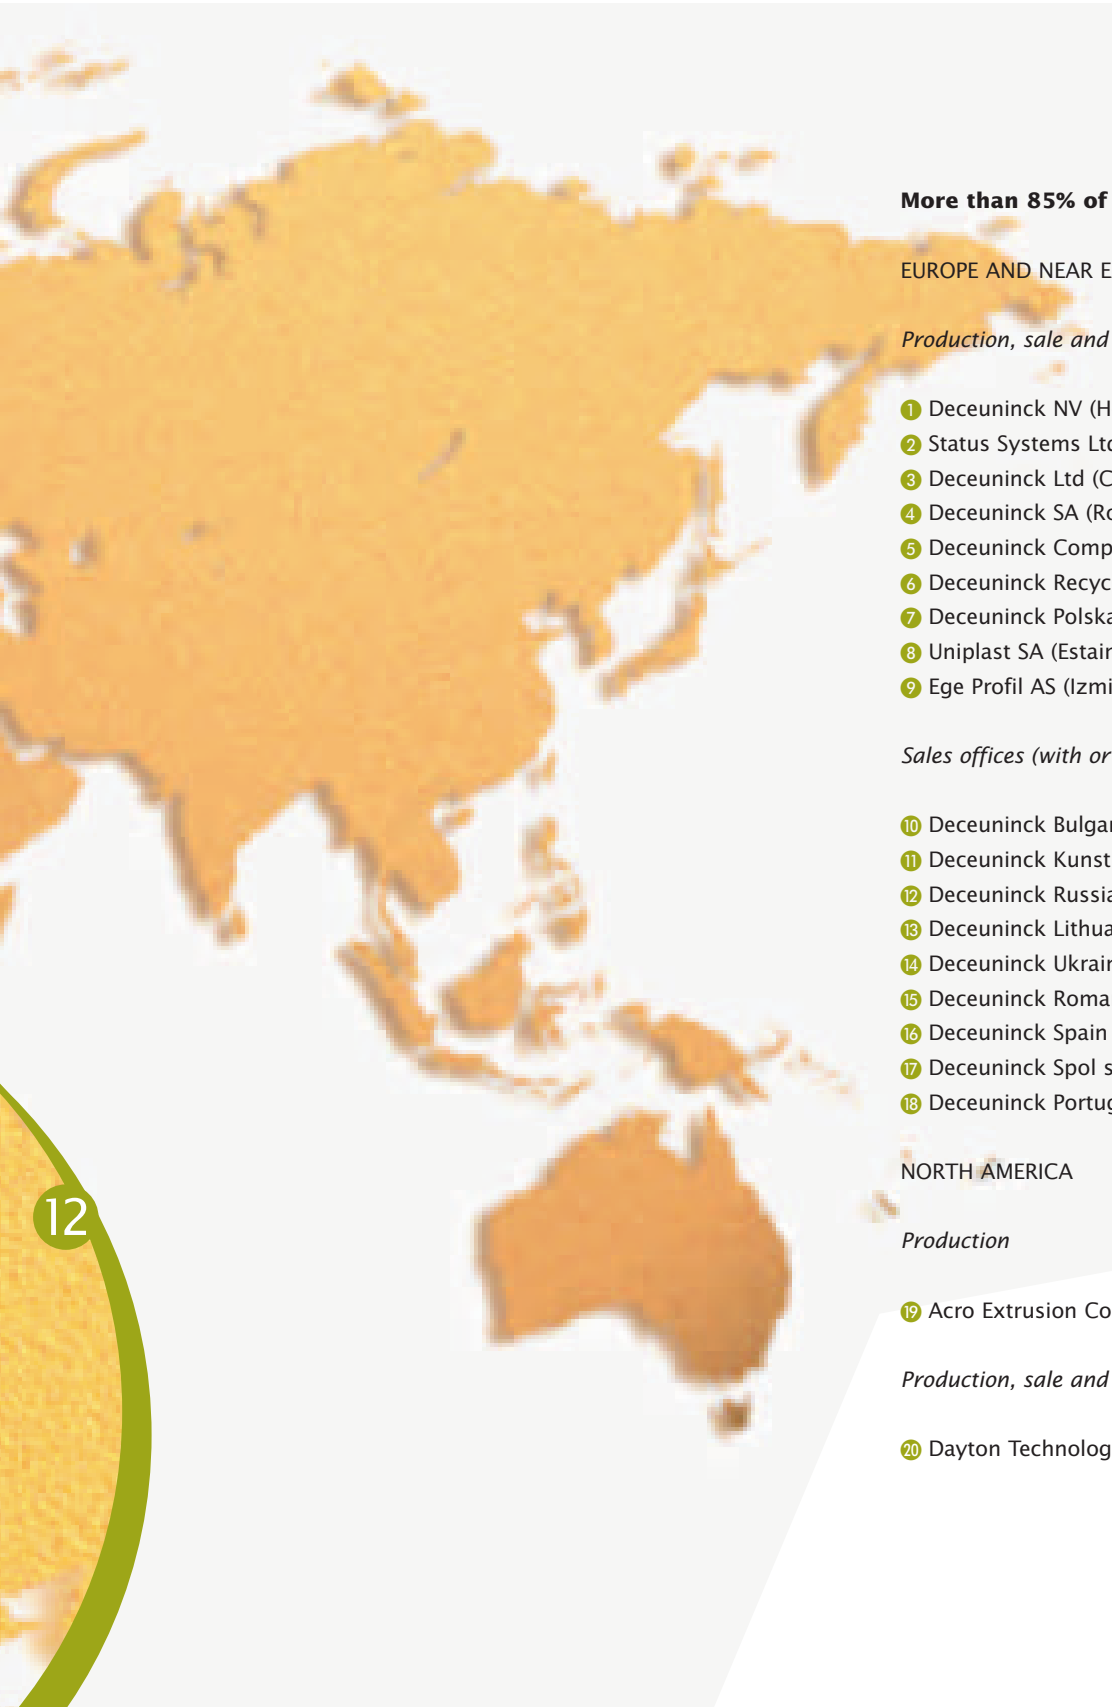 More than 85% of
EUROPE AND NEAR E
Production, sale and
1 Deceuninck NV (H
2 Status Systems Ltd
3 Deceuninck Ltd (C
4 Deceuninck SA (Ro
5 Deceuninck Comp
6 Deceuninck Recyc
7 Deceuninck Polska
8 Uniplast SA (Estain
9 Ege Profil AS (Izmi
Sales offices (with or
10 Deceuninck Bulgar
11 Deceuninck Kunst
12 Deceuninck Russia
13 Deceuninck Lithua
14 Deceuninck Ukrain
15 Deceuninck Roma
16 Deceuninck Spain
17 Deceuninck Spol s
18 Deceuninck Portug
NORTH AMERICA
12
Production
19 Acro Extrusion Co
Production, sale and
20 Dayton Technolog